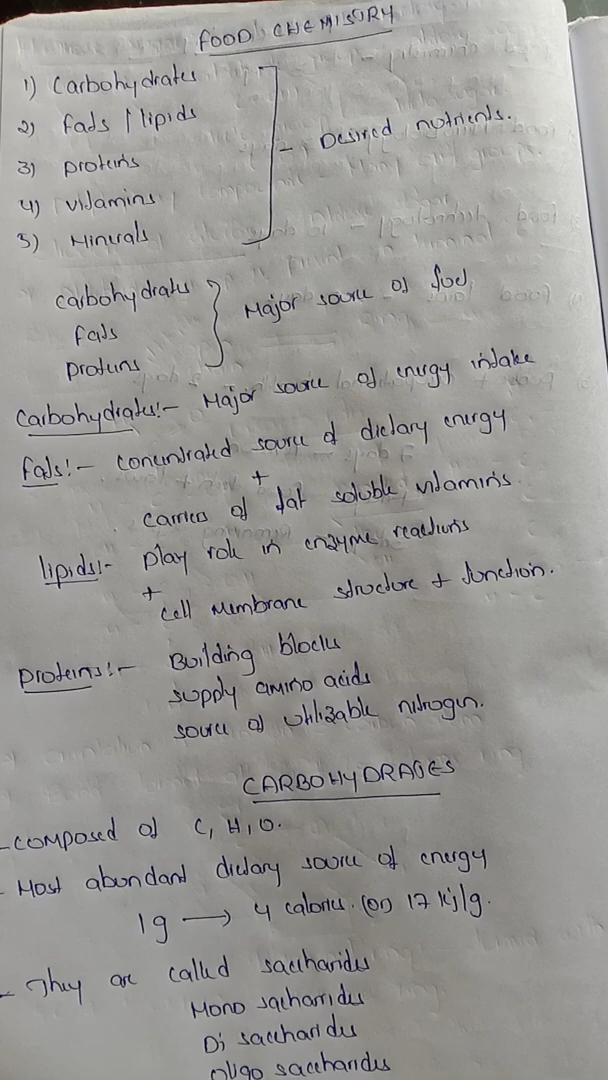 FOOD CHEMISTRY
1) Carbohydrates
2) fats / lipids
3) proteins
4) vitamins
5) Minerals
- Desired nutrients.
carbohydrates
fats
proteins
Major source of food
Carbohydrates:- Major source of energy intake
fats:- concentrated source of dietary energy
+
carriers of fat soluble vitamins
lipids:- play role in enzyme reactions
+
cell membrane structure + function.
proteins:- Building blocks
supply amino acids
source of utilizable nitrogen.
CARBOHYDRATES
- composed of C, H, O.
- Most abundant dietary source of energy
1g → 4 calories. (or) 17 kj/g.
- They are called saccharides
Mono sacharrides
Di saccharides
oligo saccharides